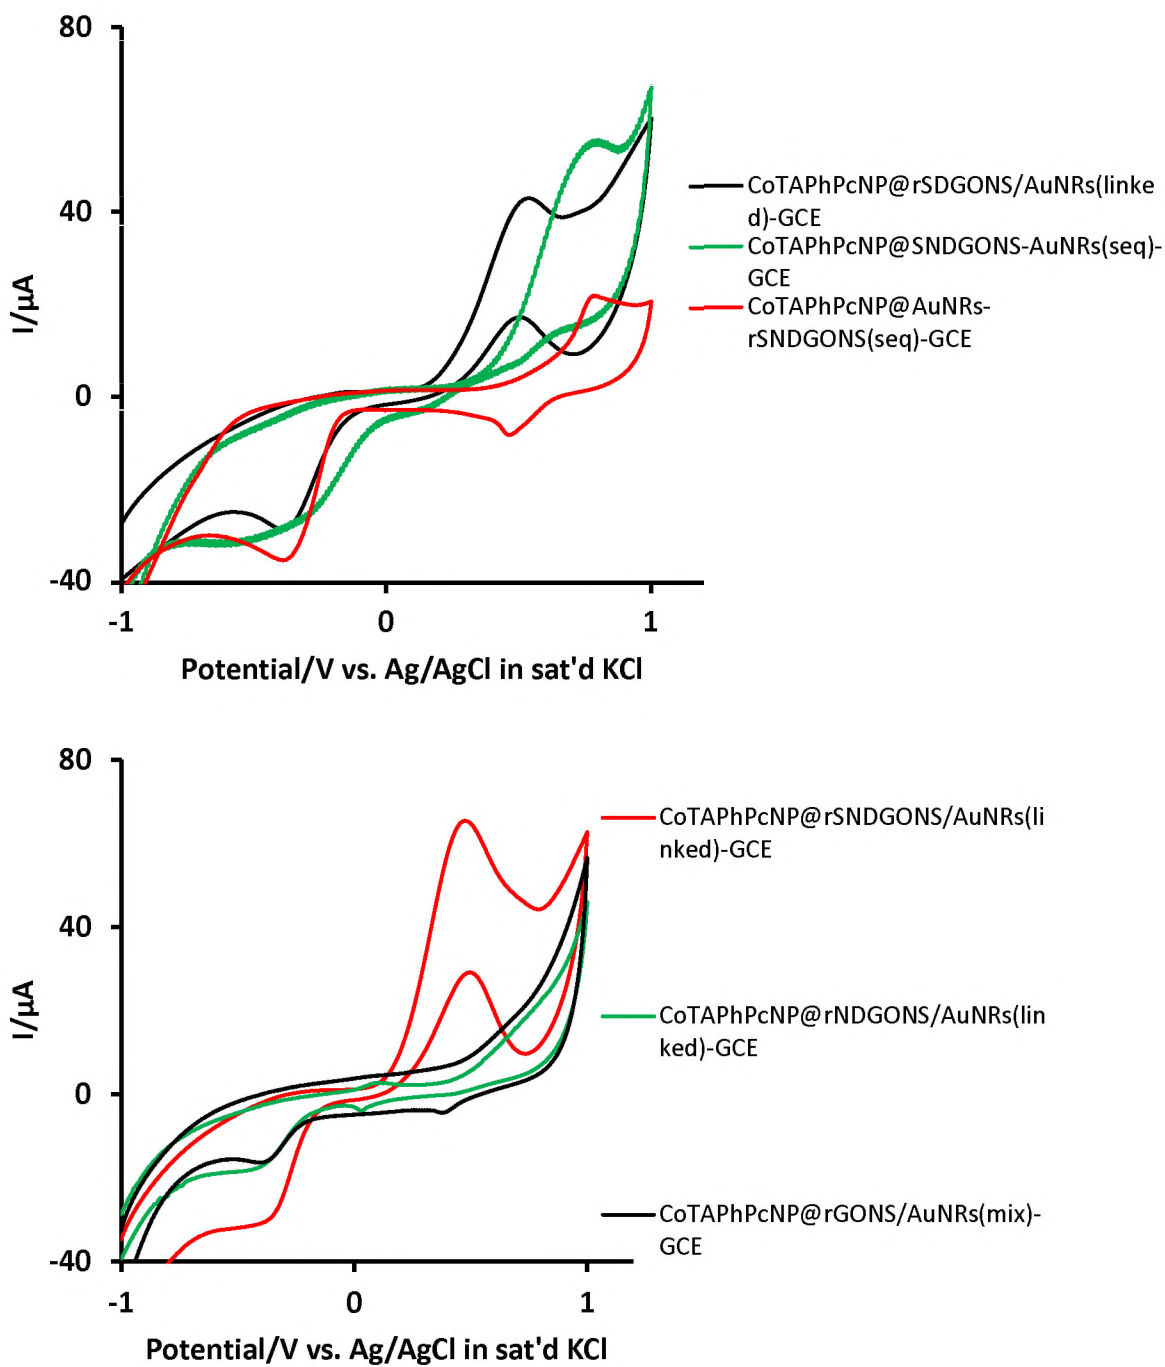 80
40
0
-40
I/μA
-1
0
1
Potential/V vs. Ag/AgCl in sat'd KCl
CoTAPhPcNP@rSDGONS/AuNRs(linke
d)-GCE
CoTAPhPcNP@SNDGONS-AuNRs(seq)-
GCE
CoTAPhPcNP@AuNRs-
rSNDGONS(seq)-GCE
80
40
0
-40
I/μA
-1
0
1
Potential/V vs. Ag/AgCl in sat'd KCl
CoTAPhPcNP@rSNDGONS/AuNRs(li
nked)-GCE
CoTAPhPcNP@rNDGONS/AuNRs(lin
ked)-GCE
CoTAPhPcNP@rGONS/AuNRs(mix)-
GCE